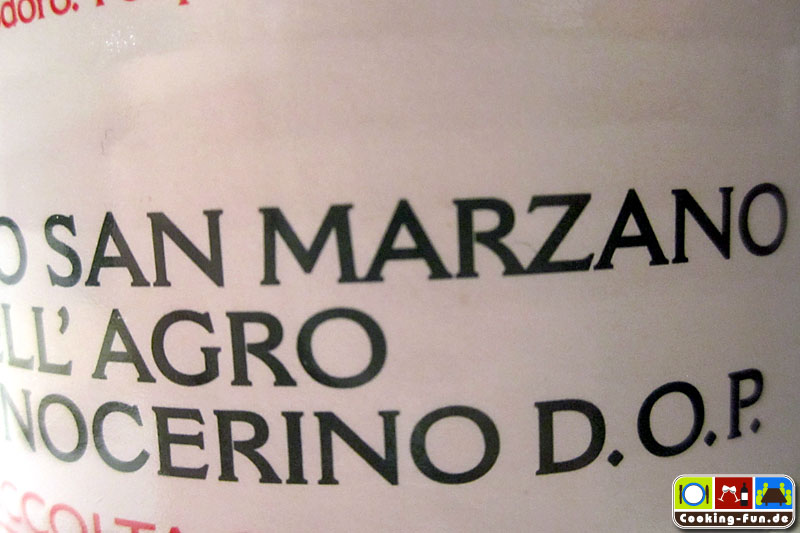 O SAN MARZANO
LL' AGRO
NOCERINO D.O.P.
Cooking-Fun.de